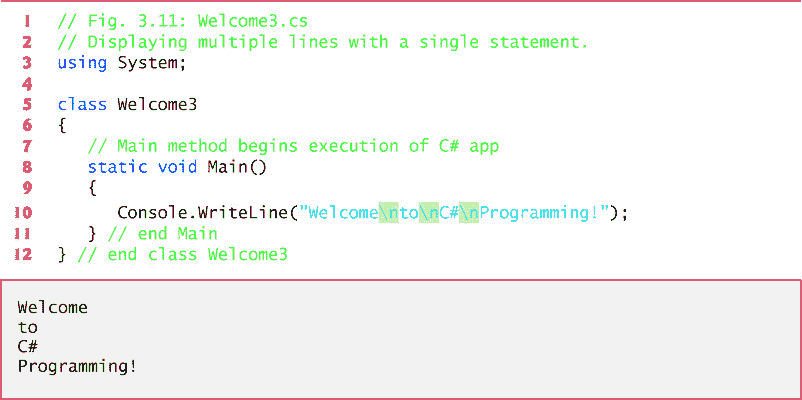 1 // Fig. 3.11: Welcome3.cs
2 // Displaying multiple lines with a single statement.
3 using System;
4
5 class Welcome3
6 {
7 // Main method begins execution of C# app
8 static void Main()
9 {
10 Console.WriteLine("Welcome\nto\nC#\nProgramming!");
11 } // end Main
12 } // end class Welcome3
Welcome
to
C#
Programming!